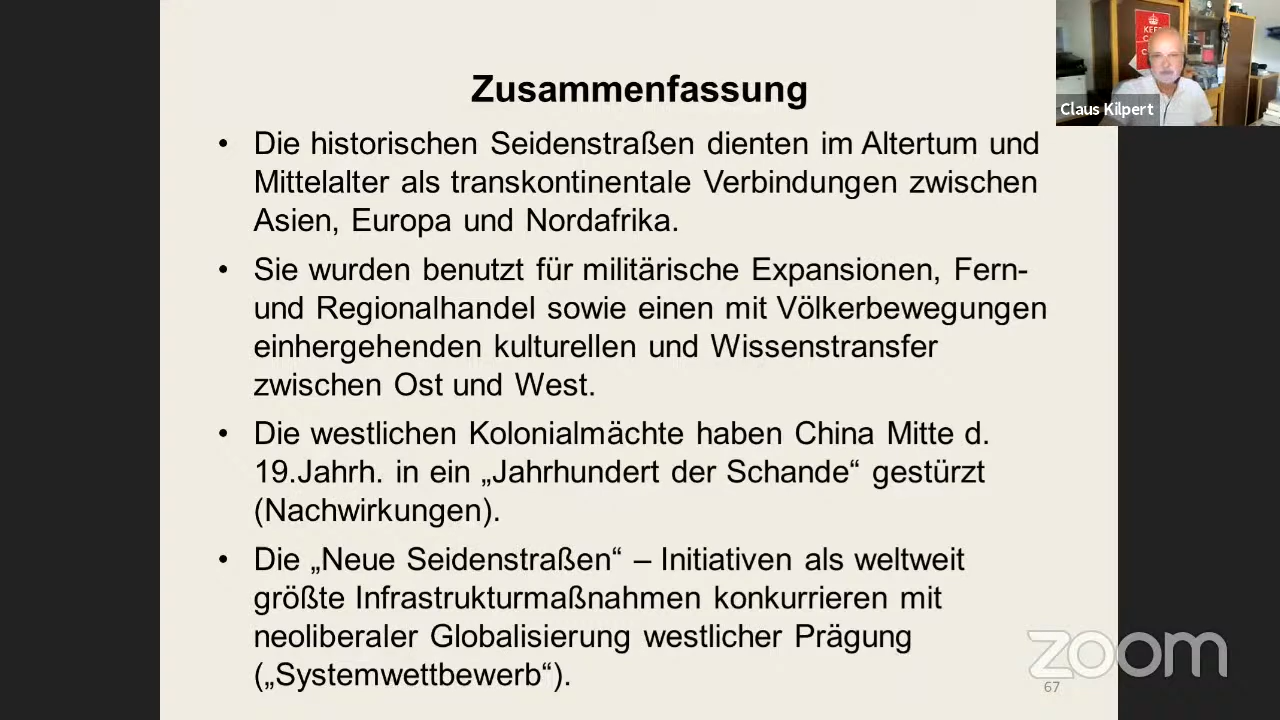 Zusammenfassung
• Die historischen Seidenstraßen dienten im Altertum und
Mittelalter als transkontinentale Verbindungen zwischen
Asien, Europa und Nordafrika.
• Sie wurden benutzt für militärische Expansionen, Fern-
und Regionalhandel sowie einen mit Völkerbewegungen
einhergehenden kulturellen und Wissenstransfer
zwischen Ost und West.
• Die westlichen Kolonialmächte haben China Mitte d.
19.Jahrh. in ein „Jahrhundert der Schande“ gestürzt
(Nachwirkungen).
• Die „Neue Seidenstraßen“ – Initiativen als weltweit
größte Infrastrukturmaßnahmen konkurrieren mit
neoliberaler Globalisierung westlicher Prägung
(„Systemwettbewerb“).
67
zoom
KEEP
Claus Kilpert